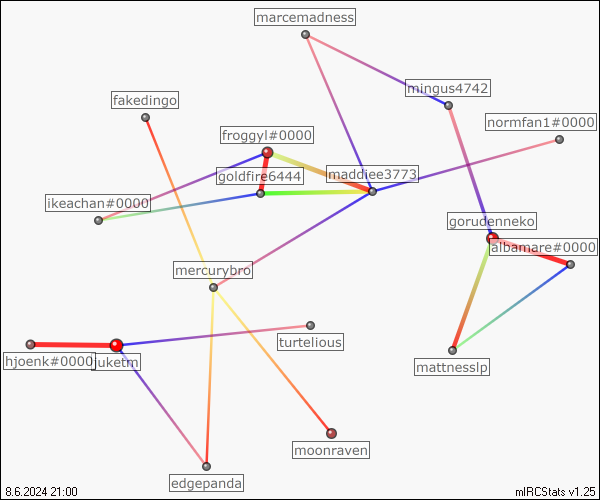 marcemadness
mingus4742
fakedingo
normfan1#0000
froggyl#0000
goldfire6444
maddiee3773
ikeachan#0000
gorudenneko
albamare#0000
mercurybro
turtelious
hjoenk#0000
juketm
mattnesslp
moonraven
edgepanda
8.6.2024 21:00
mIRCStats v1.25